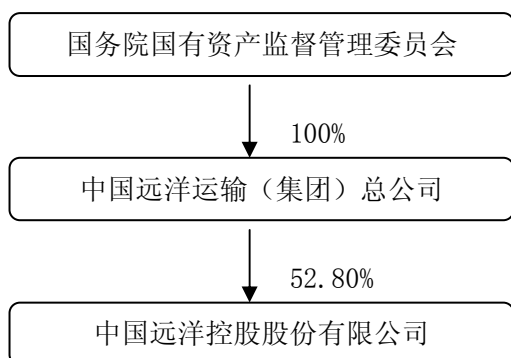 国务院国有资产监督管理委员会
100%
中国远洋运输（集团）总公司
52.80%
中国远洋控股股份有限公司